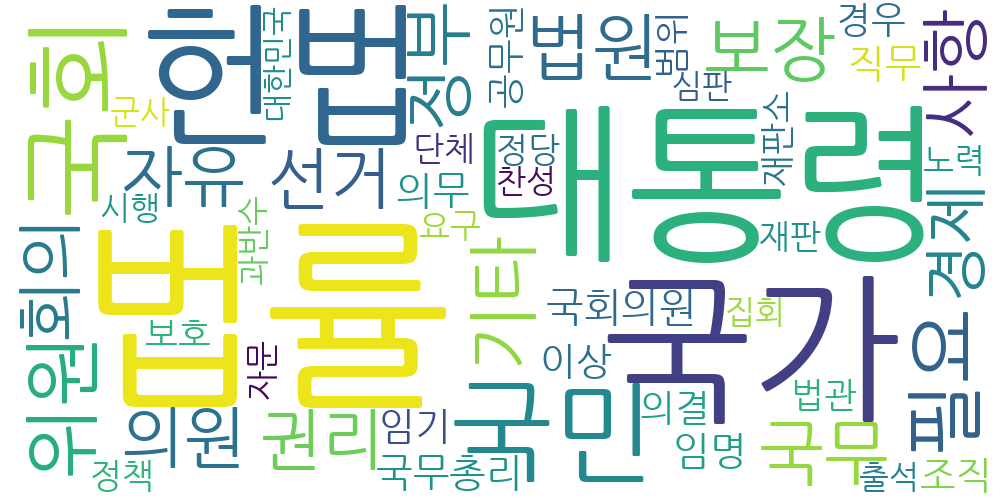 국회
헌법
정부
대한민국
공무원
법원
범위
보장
경우
직무
심판
사항
군사
자유
선거
단체
정당
찬성
의무
대통령
재판소
노력
시행
과반수
요구
재판
경제
회의
법률
기타
국회의원
집회
국가
보호
자문
이상
필요
위원
의원
권리
임기
국민
의결
법관
임명
국무
정책
국무총리
출석
조직